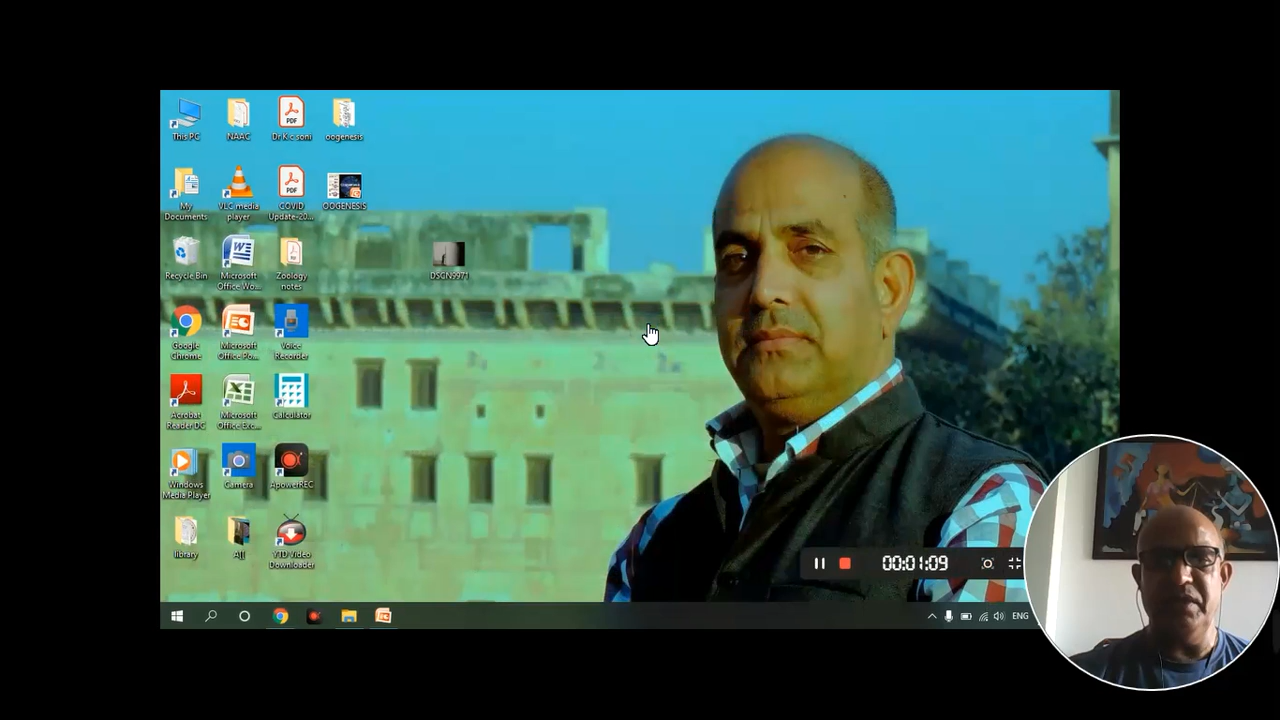 This PC
NAAC
Dr.K c soni
oogenesis
My
Documents
VLC media
player
COVID
Update-20...
OOGENESIS
Recycle Bin
Microsoft
Office Wo...
Zoology
notes
DSCN9971
Google
Chrome
Microsoft
Office Po...
Voice
Recorder
Acrobat
Reader DC
Microsoft
Office Exc...
Calculator
Windows
Media Player
Camera
ApowerREC
library
YTD Video
Downloader
00:01:09
ENG
PDF
PDF